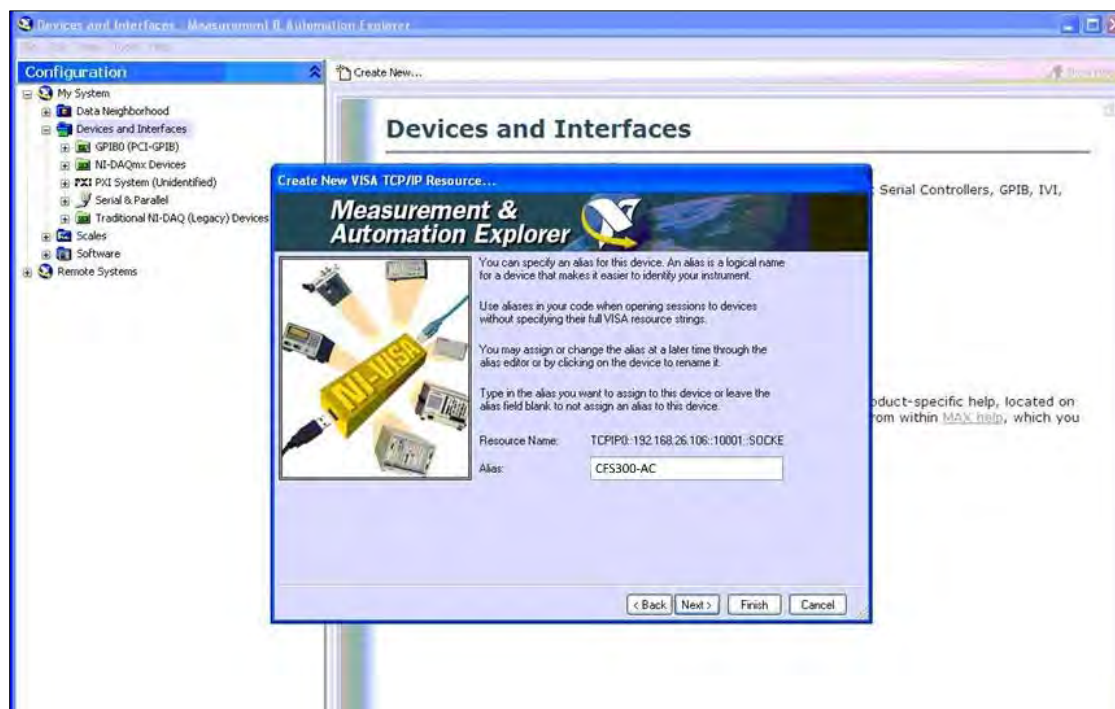 Devices and Interfaces - Measurement & Automation Explorer
Configuration
My System
Data Neighborhood
Devices and Interfaces
GPIB0 (PCI-GPIB)
NI-DAQmx Devices
PXI PXI System (Unidentified)
Serial & Parallel
Traditional NI-DAQ (Legacy) Devices
Scales
Software
Remote Systems
Create New...
Devices and Interfaces
Serial Controllers, GPIB, IVI,
oduct-specific help, located on
om within MAX help, which you
Create New VISA TCP/IP Resource...
Measurement &
Automation Explorer
NI-VISA
You can specify an alias for this device. An alias is a logical name
for a device that makes it easier to identify your instrument.
Use aliases in your code when opening sessions to devices
without specifying their full VISA resource strings.
You may assign or change the alias at a later time through the
alias editor or by clicking on the device to rename it.
Type in the alias you want to assign to this device or leave the
alias field blank to not assign an alias to this device.
Resource Name: TCPIP0::192.168.26.106::10001::SOCKE
Alias: CFS300-AC
< Back Next > Finish Cancel